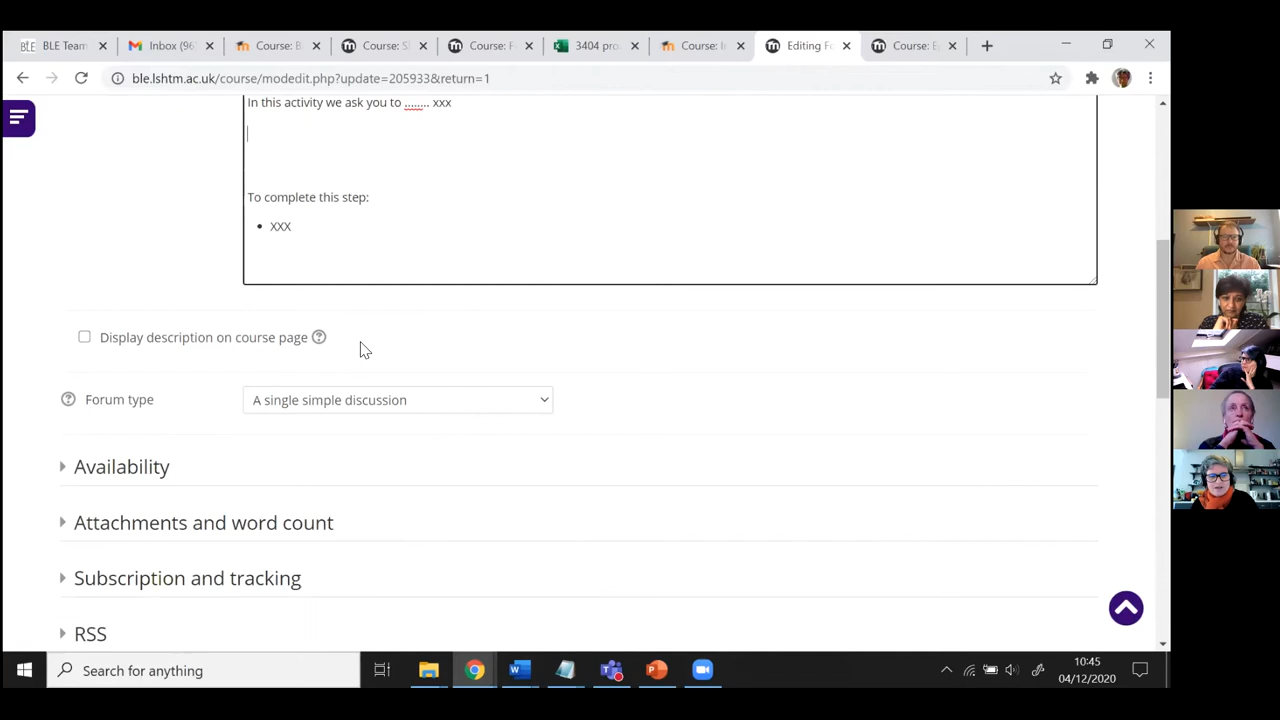 BLE BLE Team
Inbox (96
Course: B
Course: S
Course: F
3404 pro
Course: I
Editing Fo
Course: E
ble.lshtm.ac.uk/course/modedit.php?update=205933&return=1
In this activity we ask you to ........ xxx
To complete this step:
• XXX
Display description on course page
Forum type
A single simple discussion
Availability
Attachments and word count
Subscription and tracking
RSS
Search for anything
10:45
04/12/2020